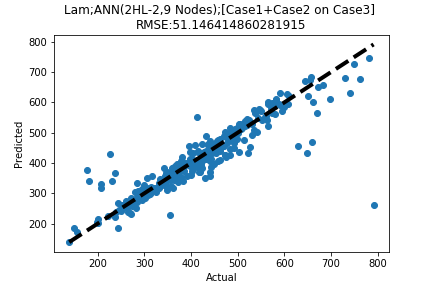 Lam;ANN(2HL-2,9 Nodes);[Case1+Case2 on Case3]
RMSE:51.146414860281915
800
700
600
500
400
300
200
Predicted
200 300 400 500 600 700 800
Actual